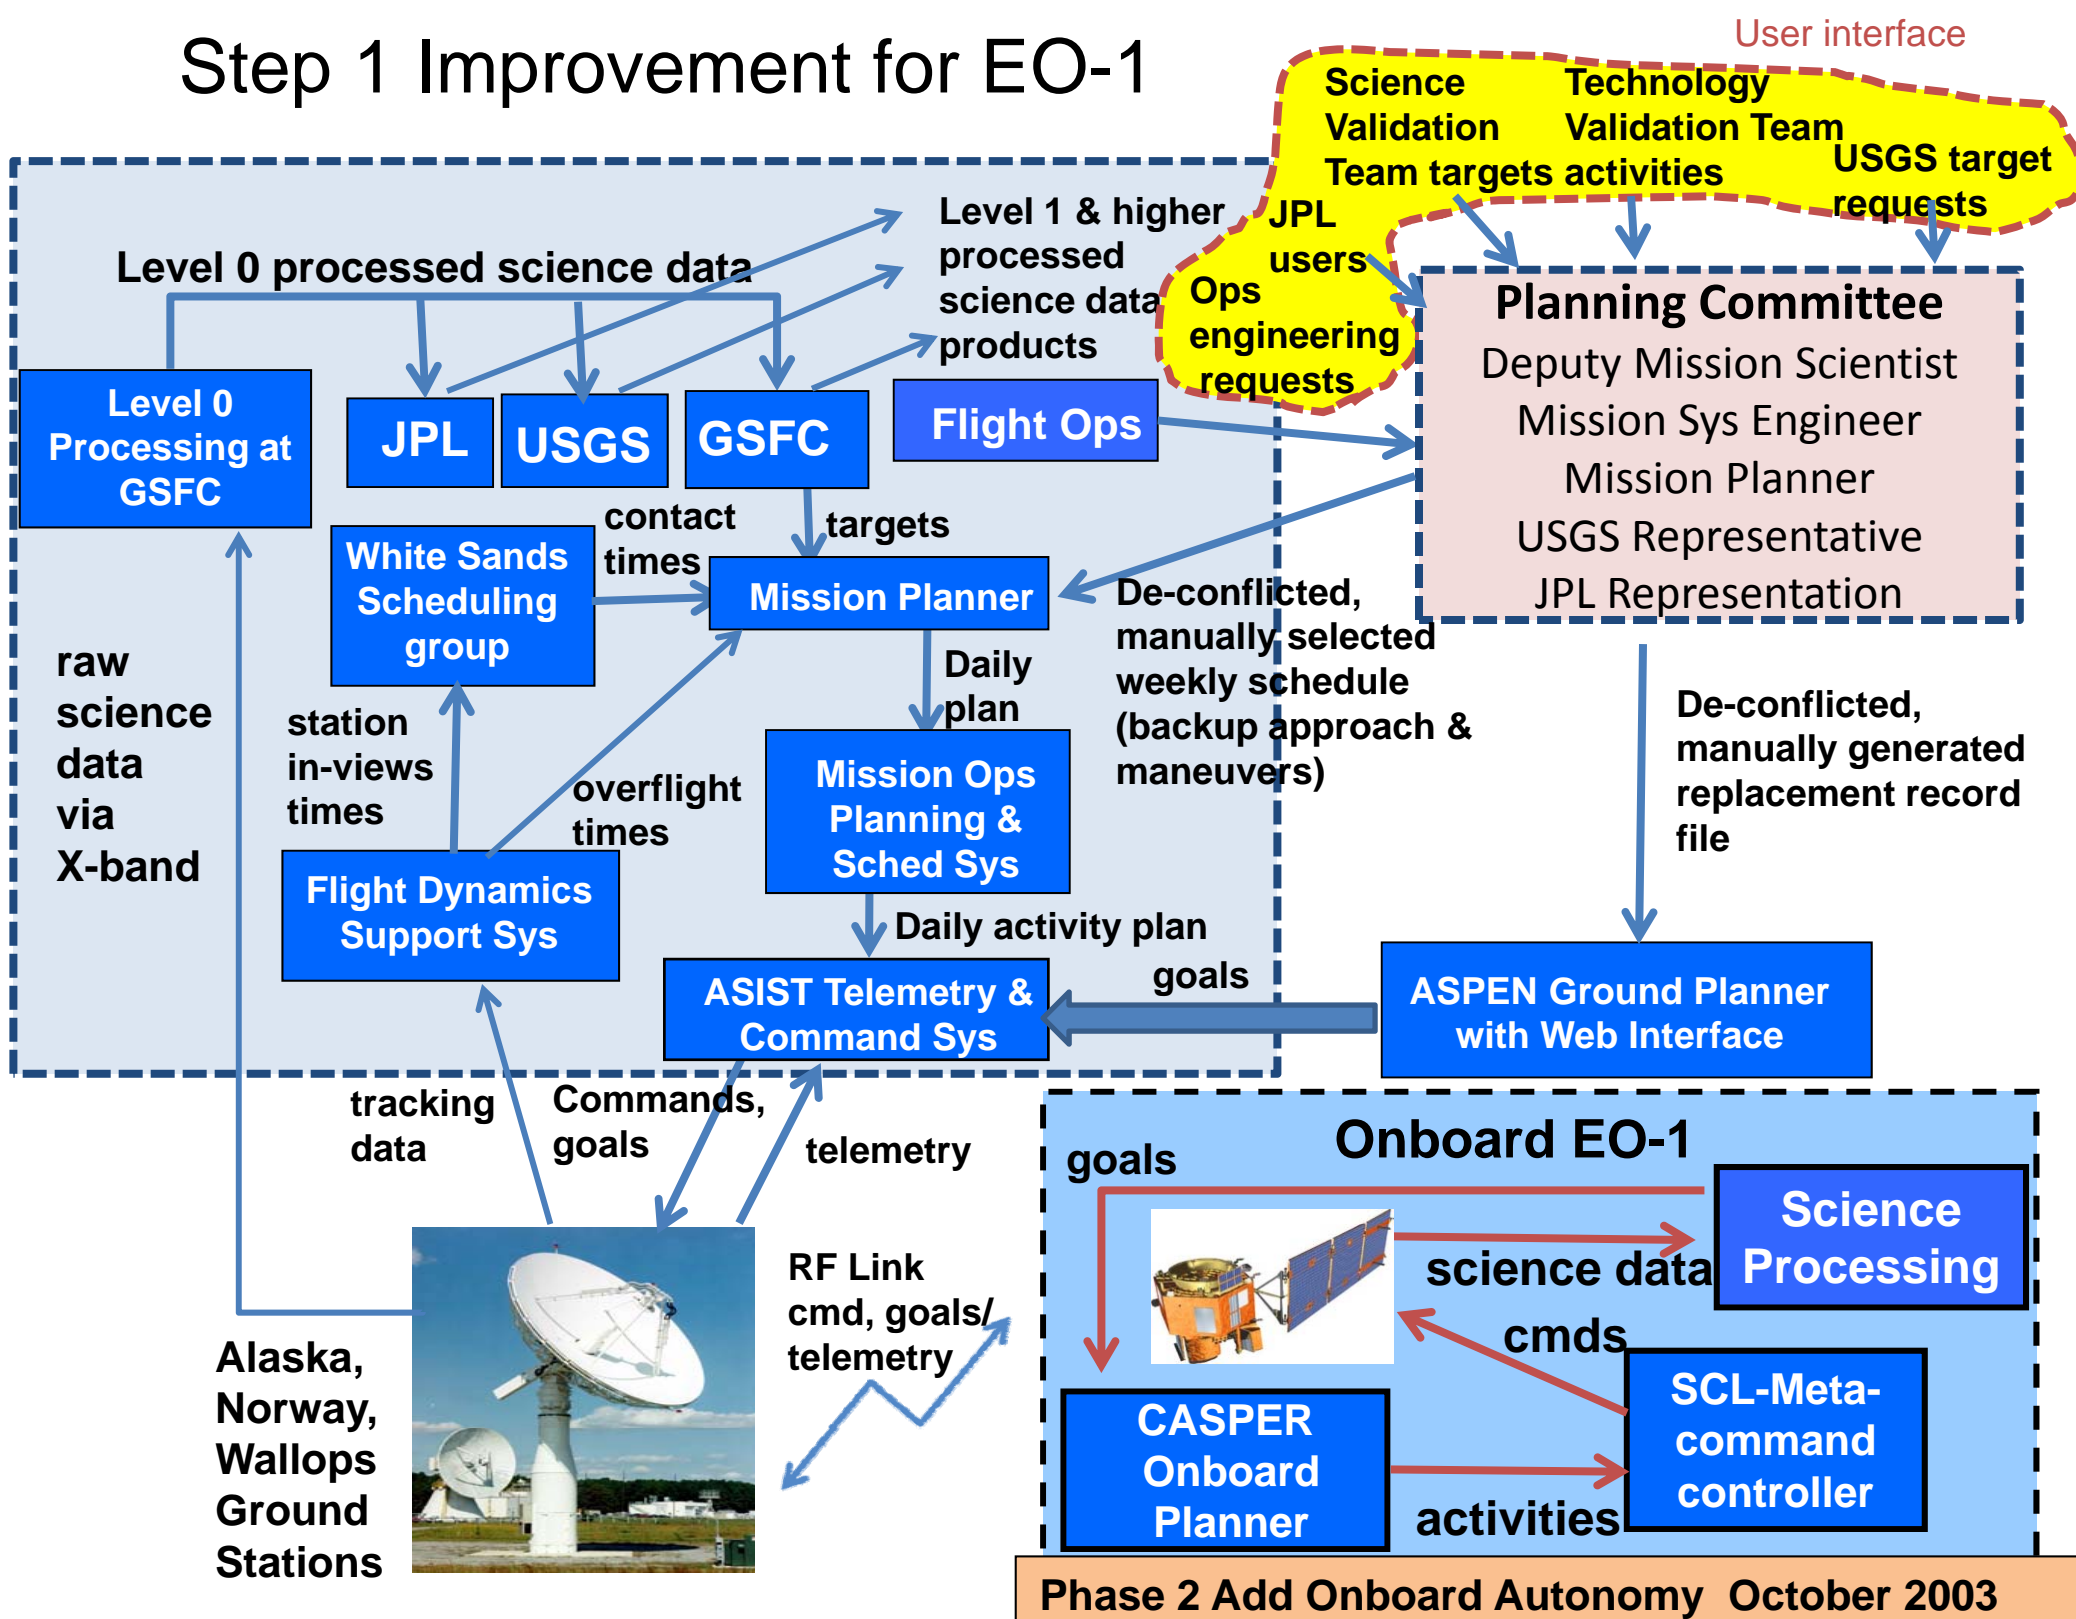 Step 1 Improvement for EO-1
User interface
Science
Validation
Team targets
Technology
Validation Team
activities
USGS target
requests
JPL
users
Ops
engineering
requests
Level 1 & higher
processed
science data
products
Level 0 processed science data
Level 0
Processing at
GSFC
JPL
USGS
GSFC
Flight Ops
Planning Committee
Deputy Mission Scientist
Mission Sys Engineer
Mission Planner
USGS Representative
JPL Representation
contact
times
targets
White Sands
Scheduling
group
Mission Planner
De-conflicted,
manually selected
weekly schedule
(backup approach &
maneuvers)
raw
science
data
via
X-band
station
in-views
times
overflight
times
Daily
plan
De-conflicted,
manually generated
replacement record
file
Mission Ops
Planning &
Sched Sys
Flight Dynamics
Support Sys
Daily activity plan
goals
ASIST Telemetry &
Command Sys
ASPEN Ground Planner
with Web Interface
tracking
data
Commands,
goals
telemetry
Onboard EO-1
goals
Science
Processing
science data
cmds
RF Link
cmd, goals/
telemetry
Alaska,
Norway,
Wallops
Ground
Stations
CASPER
Onboard
Planner
SCL-Meta-
command
controller
activities
Phase 2 Add Onboard Autonomy October 2003